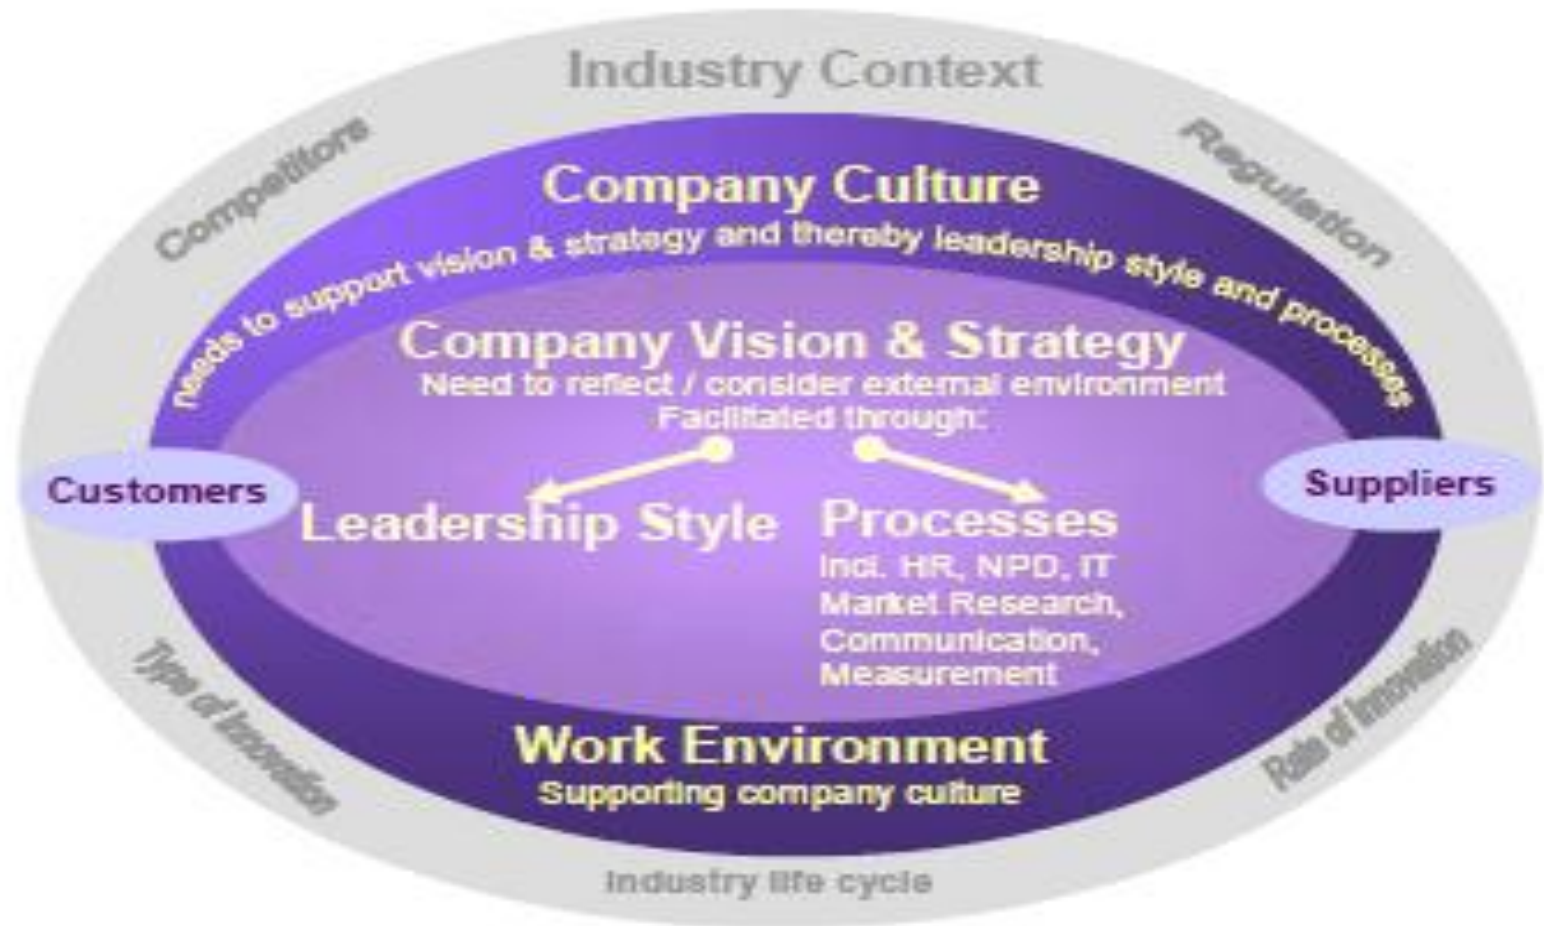 Industry Context
Competitors
Regulation
Company Culture
needs to support vision & strategy and thereby leadership style and processes
Company Vision & Strategy
Need to reflect / consider external environment
Facilitated through:
Customers
Suppliers
Leadership Style
Processes
Incl. HR, NPD, IT
Market Research,
Communication,
Measurement
Type of Innovation
Rate of Innovation
Work Environment
Supporting company culture
Industry life cycle